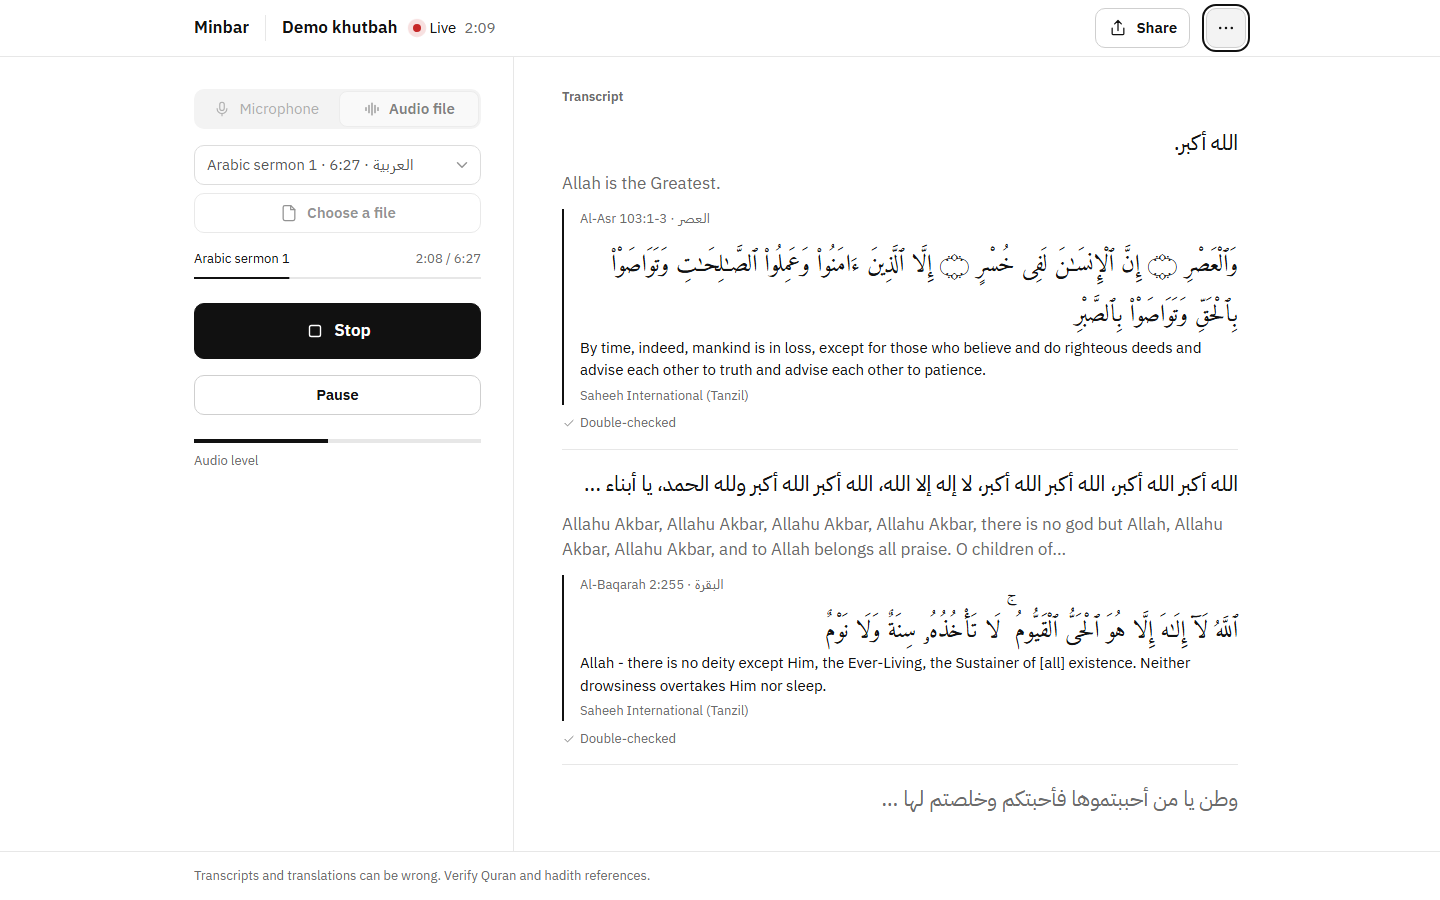 Minbar
Demo khutbah
Live 2:09
Share
Microphone
Audio file
Arabic sermon 1 · 6:27 · العربية
Choose a file
Arabic sermon 1
2:08 / 6:27
Stop
Pause
Audio level
Transcript
الله أكبر.
Allah is the Greatest.
Al-Asr 103:1-3 · العصر
وَٱلْعَصْرِ ۝ إِنَّ ٱلْإِنسَـٰنَ لَفِى خُسْرٍ ۝ إِلَّا ٱلَّذِينَ ءَامَنُوا۟ وَعَمِلُوا۟ ٱلصَّـٰلِحَـٰتِ وَتَوَاصَوْا۟
بِٱلْحَقِّ وَتَوَاصَوْا۟ بِٱلصَّبْرِ
By time, indeed, mankind is in loss, except for those who believe and do righteous deeds and
advise each other to truth and advise each other to patience.
Saheeh International (Tanzil)
Double-checked
الله أكبر الله أكبر، الله أكبر الله أكبر، لا إله إلا الله، الله أكبر الله أكبر ولله الحمد، يا أبناء ...
Allahu Akbar, Allahu Akbar, Allahu Akbar, Allahu Akbar, there is no god but Allah, Allahu
Akbar, Allahu Akbar, and to Allah belongs all praise. O children of...
Al-Baqarah 2:255 · البقرة
ٱللَّهُ لَآ إِلَـٰهَ إِلَّا هُوَ ٱلْحَىُّ ٱلْقَيُّومُ ۚ لَا تَأْخُذُهُۥ سِنَةٌ وَلَا نَوْمٌ
Allah - there is no deity except Him, the Ever-Living, the Sustainer of [all] existence. Neither
drowsiness overtakes Him nor sleep.
Saheeh International (Tanzil)
Double-checked
وطن يا من أحببتموها فأحبتكم وخلصتم لها ...
Transcripts and translations can be wrong. Verify Quran and hadith references.